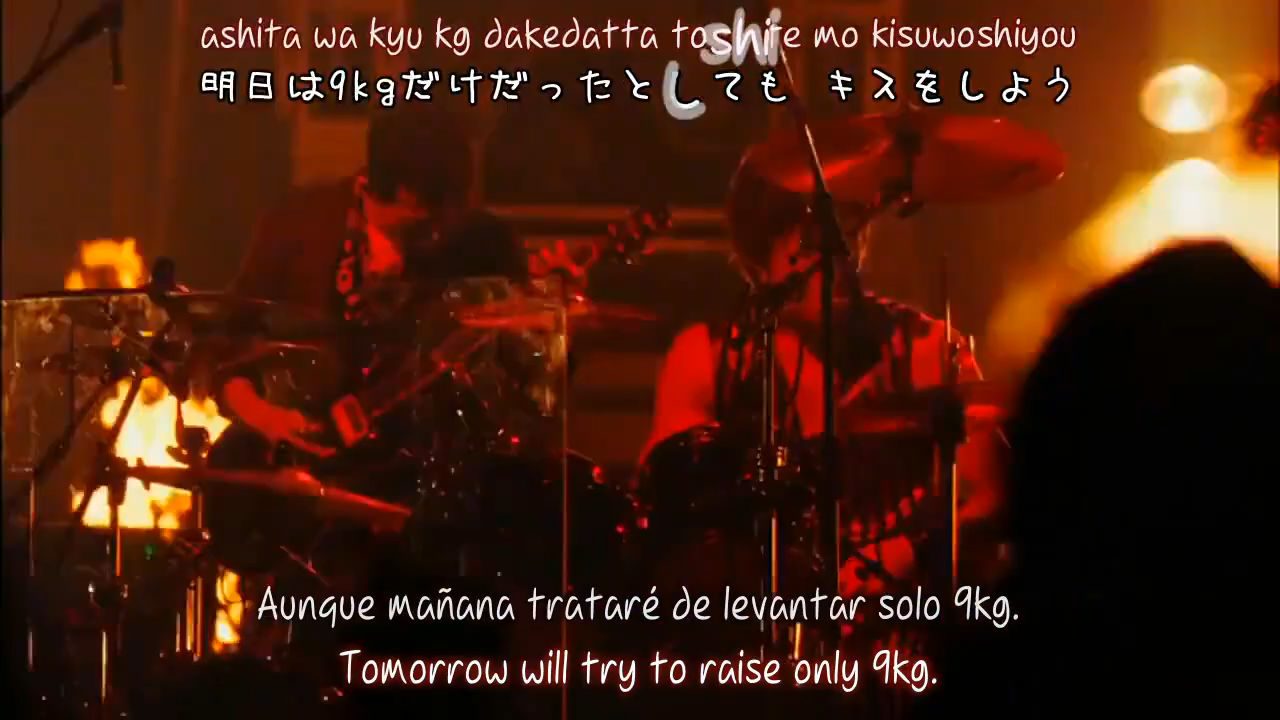 ashita wa kyu kg dakedatta toshite mo kisuwoshiyou
明日は9kgだけだったとしても キスをしよう
Aunque mañana trataré de levantar solo 9kg.
Tomorrow will try to raise only 9kg.